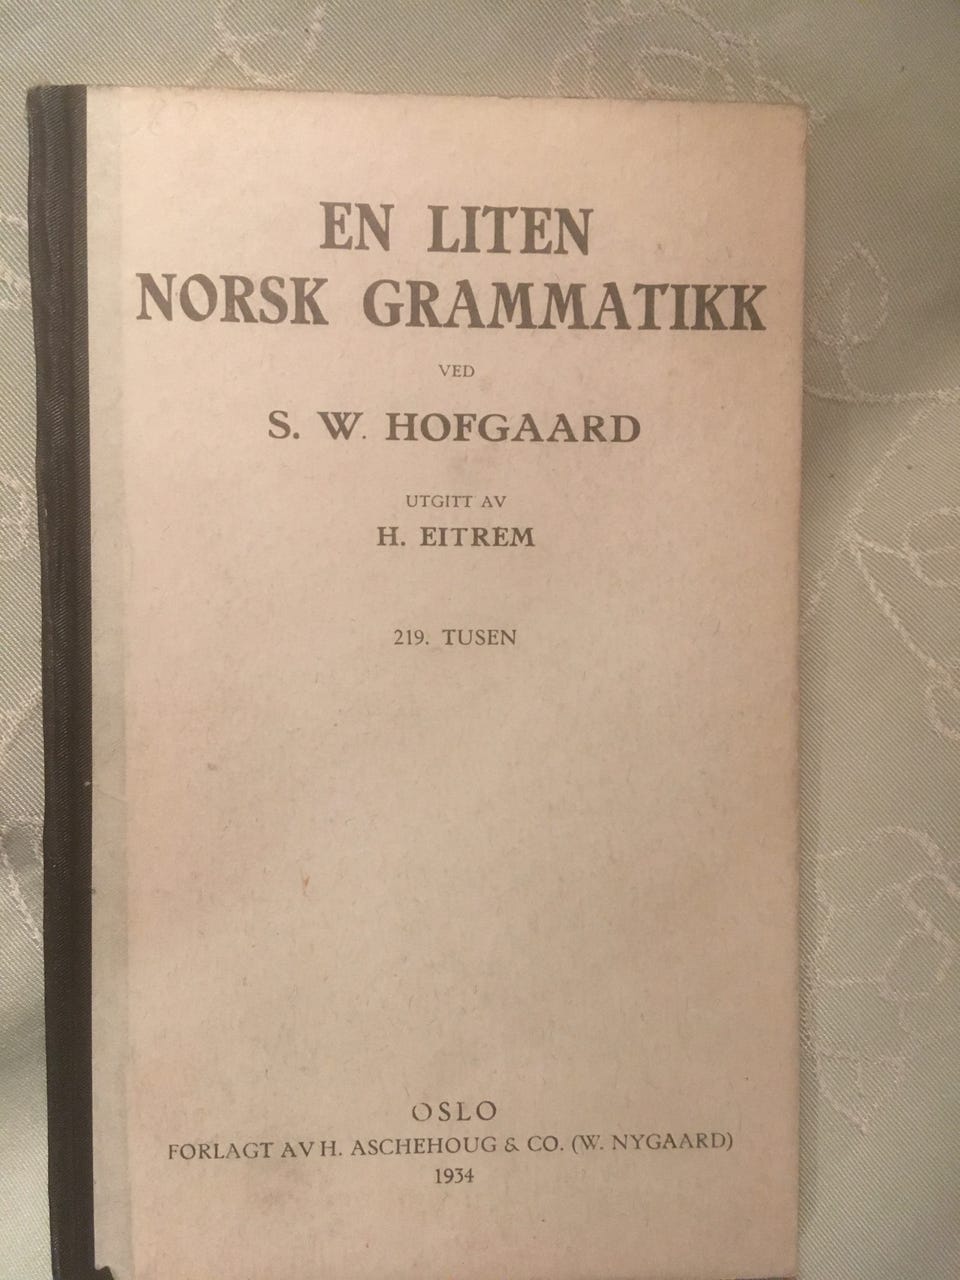 EN LITEN
NORSK GRAMMATIKK
VED
S. W. HOFGAARD
UTGITT AV
H. EITREM
219. TUSEN
OSLO
FORLAGT AV H. ASCHEHOUG & CO. (W. NYGAARD)
1934